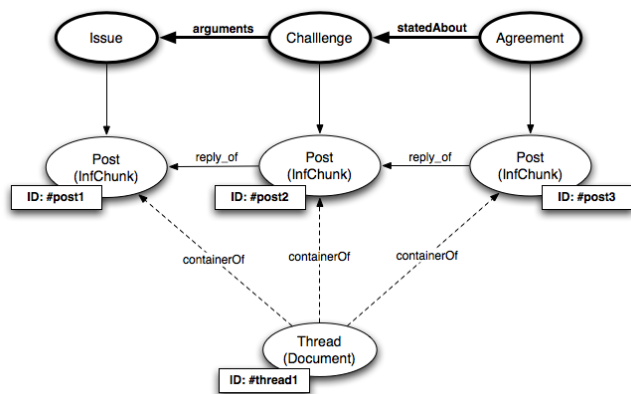 Issue
arguments
Challenge
statedAbout
Agreement
Post
(InfChunk)
ID: #post1
reply_of
Post
(InfChunk)
ID: #post2
reply_of
Post
(InfChunk)
ID: #post3
containerOf
containerOf
containerOf
Thread
(Document)
ID: #thread1